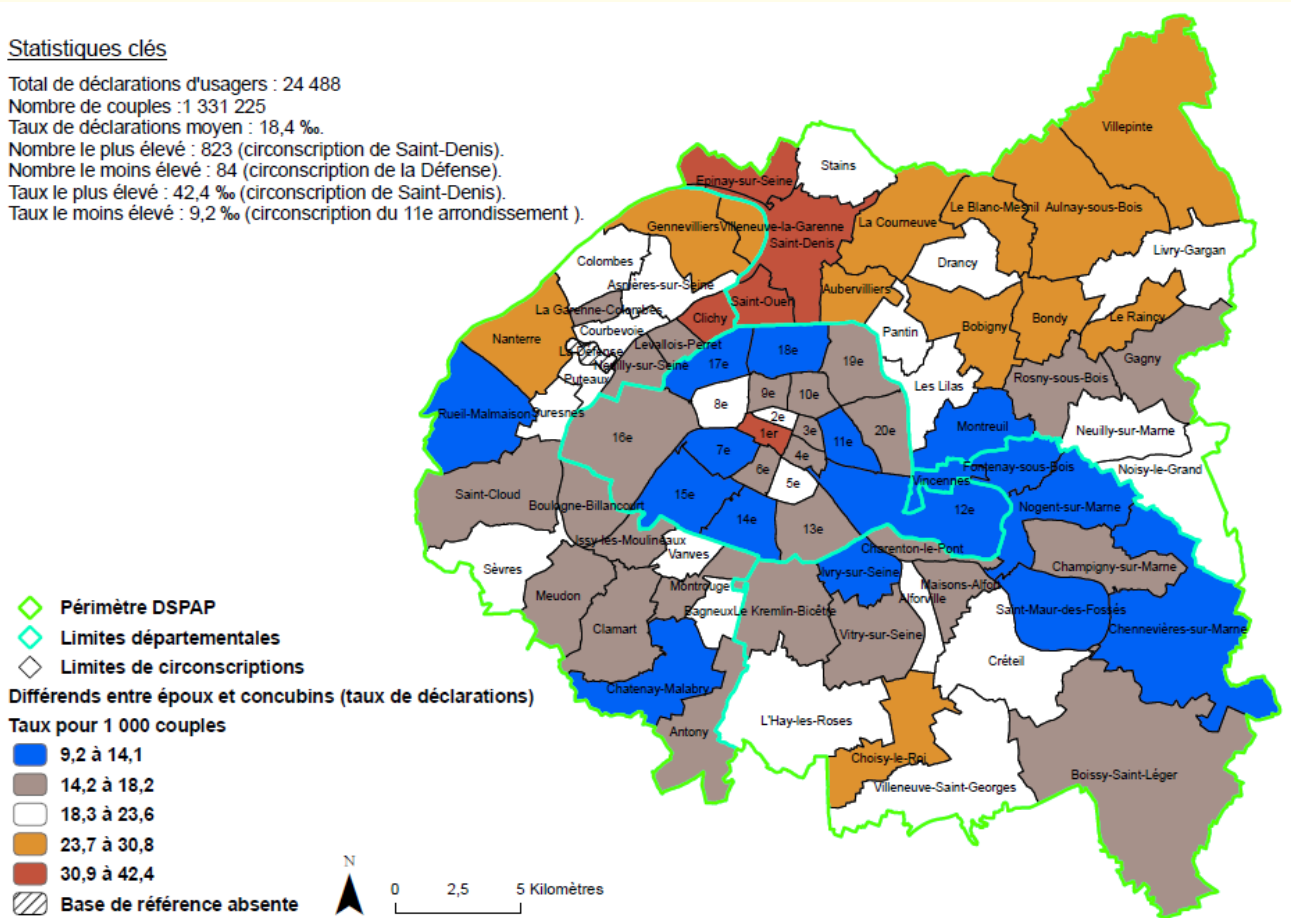 Statistiques clés
Total de déclarations d'usagers : 24 488
Nombre de couples :1 331 225
Taux de déclarations moyen : 18,4 ‰.
Nombre le plus élevé : 823 (circonscription de Saint-Denis).
Nombre le moins élevé : 84 (circonscription de la Défense).
Taux le plus élevé : 42,4 ‰ (circonscription de Saint-Denis).
Taux le moins élevé : 9,2 ‰ (circonscription du 11e arrondissement ).
Villepinte
Stains
Epinay-sur-Seine
Le Blanc-Mesnil
Aulnay-sous-Bois
Gennevilliers
Villeneuve-la-Garenne
La Courneuve
Saint-Denis
Livry-Gargan
Colombes
Drancy
Asnières-sur-Seine
Aubervilliers
Saint-Ouen
La Garenne-Colombes
Clichy
Le Raincy
Bondy
Bobigny
Courbevoie
Pantin
Nanterre
Levallois-Perret
La Défense
18e
17e
19e
Gagny
Neuilly-sur-Seine
Puteaux
Rosny-sous-Bois
Les Lilas
9e
10e
8e
Rueil-Malmaison
Suresnes
2e
Montreuil
Neuilly-sur-Marne
1er
3e
11e
20e
16e
7e
4e
Noisy-le-Grand
Fontenay-sous-Bois
6e
5e
Vincennes
Saint-Cloud
15e
Boulogne-Billancourt
Nogent-sur-Marne
12e
14e
13e
Issy-les-Moulineaux
Vanves
Charenton-le-Pont
Champigny-sur-Marne
Sèvres
Ivry-sur-Seine
Maisons-Alfort
Montrouge
Meudon
Alforville
Bagneux
Le Kremlin-Bicêtre
Saint-Maur-des-Fossés
Clamart
Chennevières-sur-Marne
Vitry-sur-Seine
Créteil
Chatenay-Malabry
L'Hay-les-Roses
Antony
Choisy-le-Roi
Boissy-Saint-Léger
Villeneuve-Saint-Georges
Périmètre DSPAP
Limites départementales
Limites de circonscriptions
Différends entre époux et concubins (taux de déclarations)
Taux pour 1 000 couples
9,2 à 14,1
14,2 à 18,2
18,3 à 23,6
23,7 à 30,8
30,9 à 42,4
Base de référence absente
N
0 2,5 5 Kilomètres